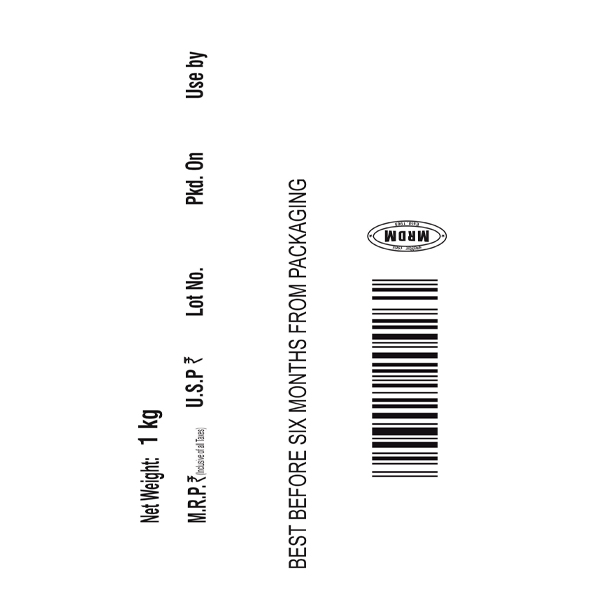 Net Weight: 1 kg
M.R.P.₹ (Inclusive of all Taxes) U.S.P ₹ Lot No. Pkd. On Use by
BEST BEFORE SIX MONTHS FROM PACKAGING
MRDM